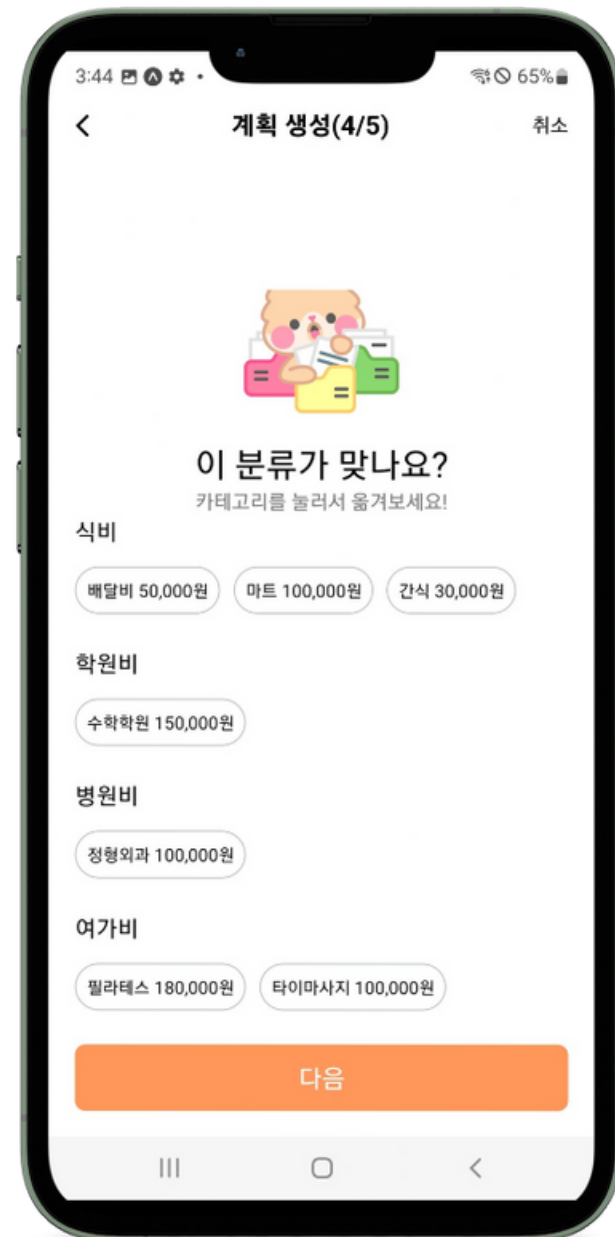 3:44 65%
계획 생성(4/5) 취소
이 분류가 맞나요?
카테고리를 눌러서 옮겨보세요!
식비
배달비 50,000원 마트 100,000원 간식 30,000원
학원비
수학학원 150,000원
병원비
정형외과 100,000원
여가비
필라테스 180,000원 타이마사지 100,000원
다음